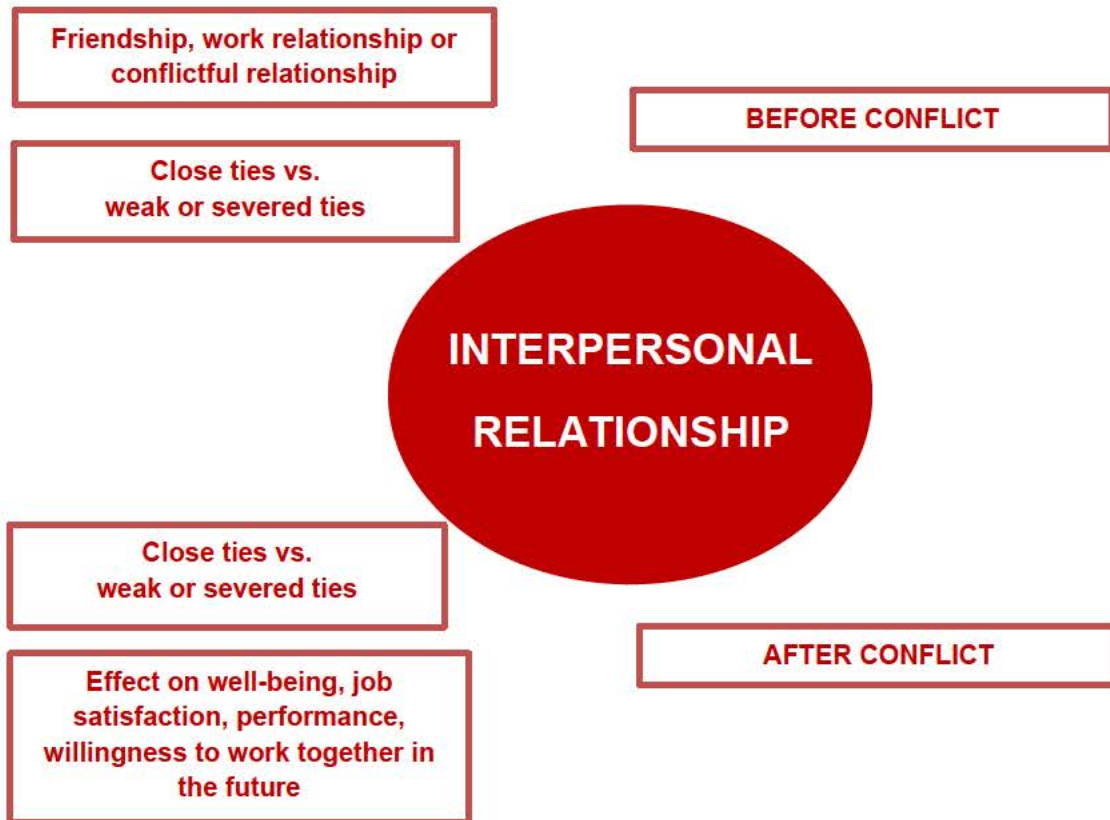 Friendship, work relationship or
conflictful relationship
BEFORE CONFLICT
Close ties vs.
weak or severed ties
INTERPERSONAL
RELATIONSHIP
Close ties vs.
weak or severed ties
AFTER CONFLICT
Effect on well-being, job
satisfaction, performance,
willingness to work together in
the future